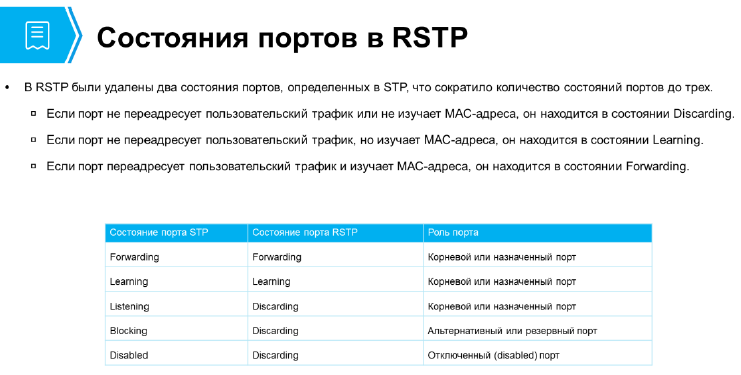 Состояния портов в RSTP
• В RSTP были удалены два состояния портов, определенных в STP, что сократило количество состояний портов до трех.
▫ Если порт не переадресует пользовательский трафик или не изучает MAC-адреса, он находится в состоянии Discarding.
▫ Если порт не переадресует пользовательский трафик, но изучает MAC-адреса, он находится в состоянии Learning.
▫ Если порт переадресует пользовательский трафик и изучает MAC-адреса, он находится в состоянии Forwarding.
Состояние порта STP Состояние порта RSTP Роль порта
Forwarding Forwarding Корневой или назначенный порт
Learning Learning Корневой или назначенный порт
Listening Discarding Корневой или назначенный порт
Blocking Discarding Альтернативный или резервный порт
Disabled Discarding Отключенный (disabled) порт